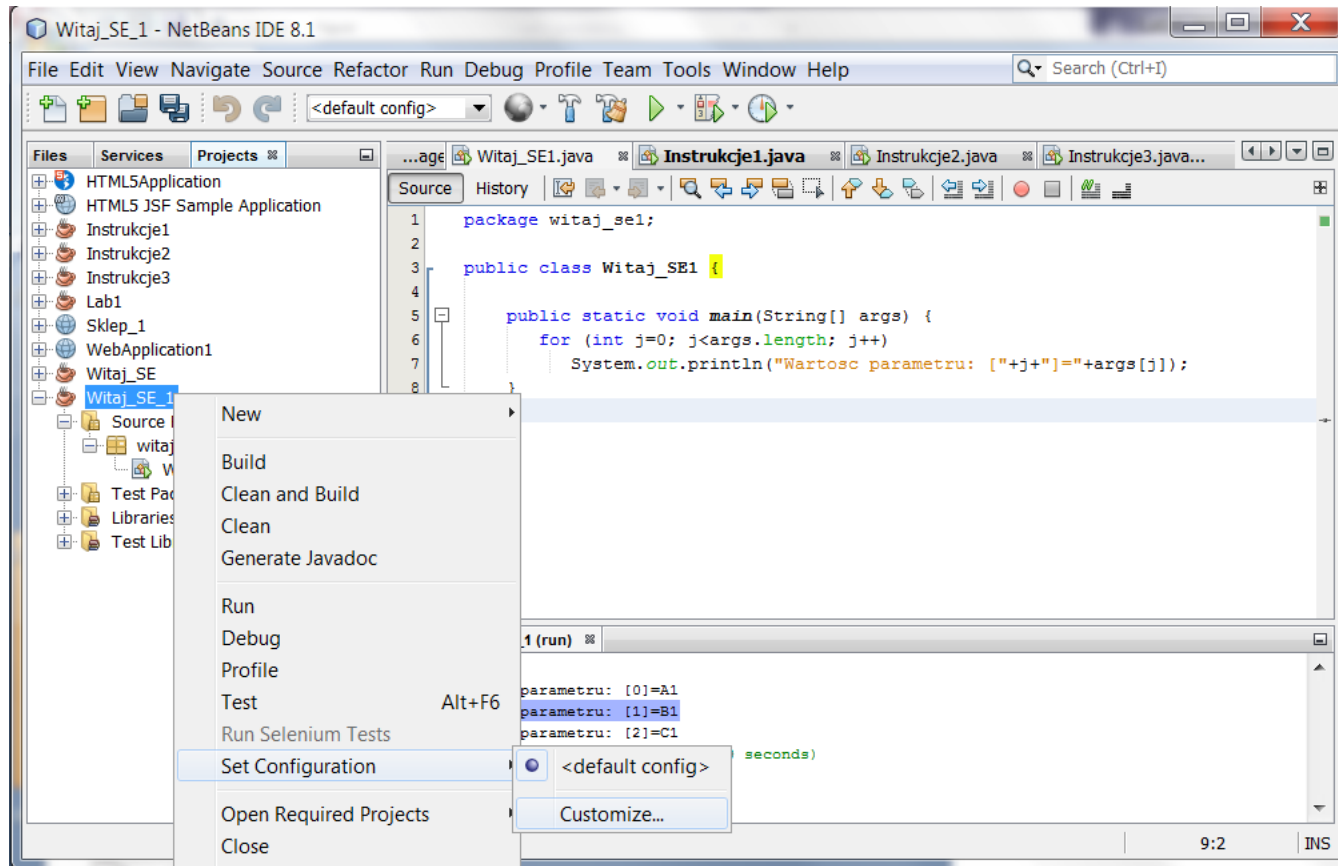 Witaj_SE_1 - NetBeans IDE 8.1
File Edit View Navigate Source Refactor Run Debug Profile Team Tools Window Help
Search (Ctrl+I)
<default config>
Files Services Projects
...age Witaj_SE1.java Instrukcje1.java Instrukcje2.java Instrukcje3.java...
Source History
HTML5Application
HTML5 JSF Sample Application
Instrukcje1
Instrukcje2
Instrukcje3
Lab1
Sklep_1
WebApplication1
Witaj_SE
Witaj_SE_1
Source
witaj
W
Test Pac
Libraries
Test Lib
1 package witaj_se1;
2
3 public class Witaj_SE1 {
4
5 public static void main(String[] args) {
6 for (int j=0; j<args.length; j++)
7 System.out.println("Wartosc parametru: ["+j+"]="+args[j]);
8 }
New
Build
Clean and Build
Clean
Generate Javadoc
Run
Debug
Profile
Test Alt+F6
Run Selenium Tests
Set Configuration
Open Required Projects
Close
<default config>
Customize...
_1 (run)
parametru: [0]=A1
parametru: [1]=B1
parametru: [2]=C1
seconds)
9:2 INS